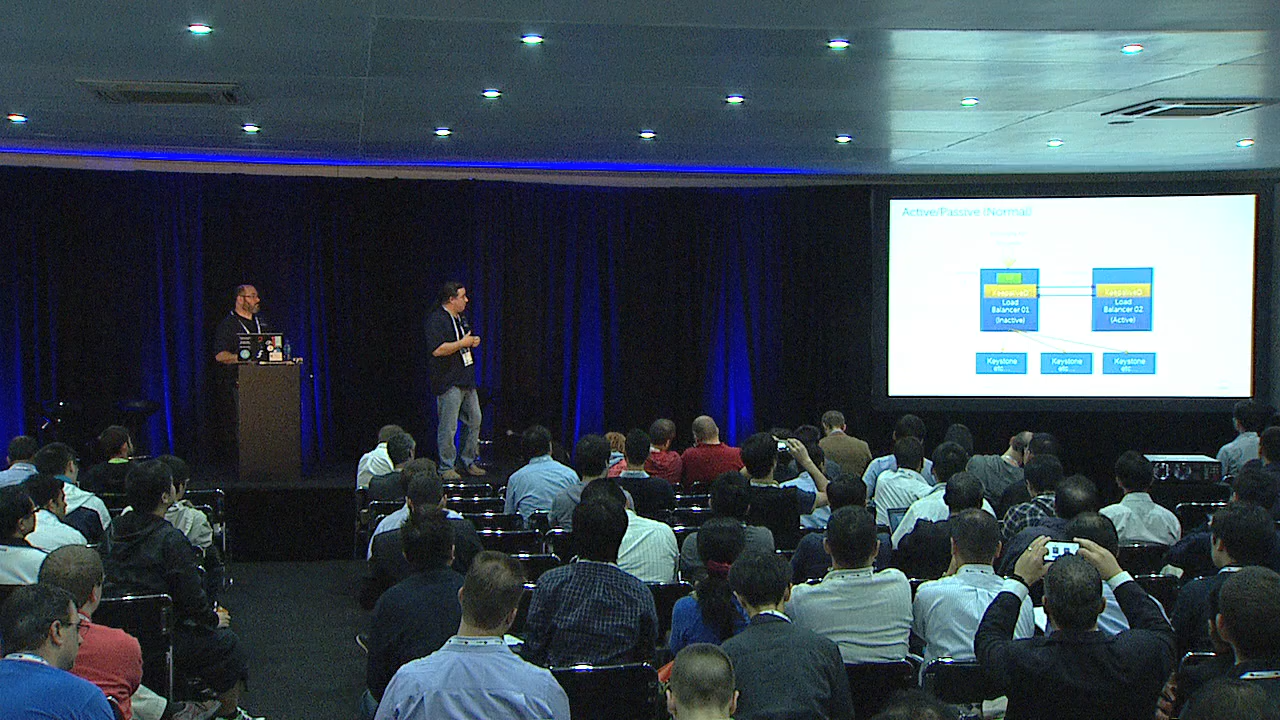 Active/Passive (Normal)
KeepaliveD
Load
Balancer 01
(Inactive)
KeepaliveD
Load
Balancer 02
(Active)
Keystone
etc...
Keystone
etc...
Keystone
etc...